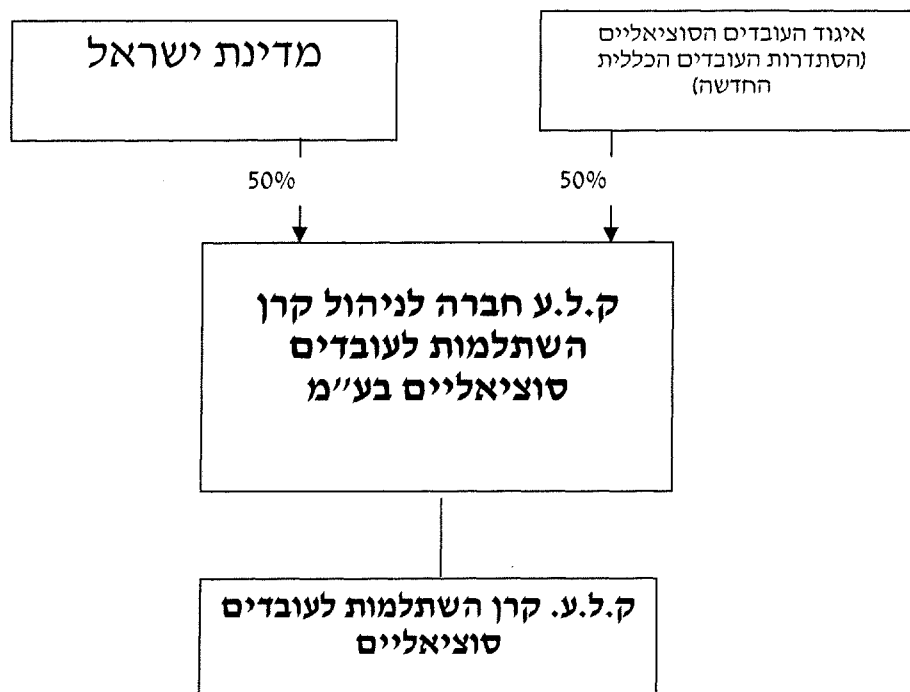 איגוד העובדים הסוציאליים
(הסתדרות העובדים הכללית
החדשה)
מדינת ישראל
50%
50%
ק.ל.ע חברה לניהול קרן
השתלמות לעובדים
סוציאליים בע״מ
ק.ל.ע. קרן השתלמות לעובדים
סוציאליים